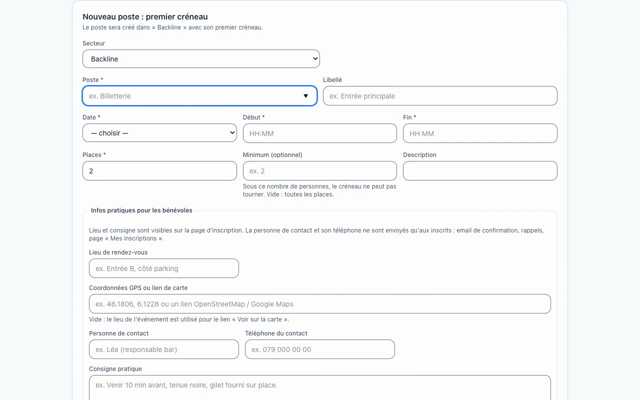 Nouveau poste : premier créneau
Le poste sera créé dans « Backline » avec son premier créneau.
Secteur
Backline
Poste *
Libellé
ex. Billetterie
ex. Entrée principale
Date *
Début *
Fin *
— choisir —
HH:MM
HH:MM
Places *
Minimum (optionnel)
Description
2
ex. 2
Sous ce nombre de personnes, le créneau ne peut pas
tourner. Vide : toutes les places.
Infos pratiques pour les bénévoles
Lieu et consigne sont visibles sur la page d'inscription. La personne de contact et son téléphone ne sont envoyés qu'aux inscrits : email de confirmation, rappels,
page « Mes inscriptions ».
Lieu de rendez-vous
ex. Entrée B, côté parking
Coordonnées GPS ou lien de carte
ex. 46.1806, 6.1228 ou un lien OpenStreetMap / Google Maps
Vide : le lieu de l'événement est utilisé pour le lien « Voir sur la carte ».
Personne de contact
Téléphone du contact
ex. Léa (responsable bar)
ex. 079 000 00 00
Consigne pratique
ex. Venir 10 min avant, tenue noire, gilet fourni sur place.